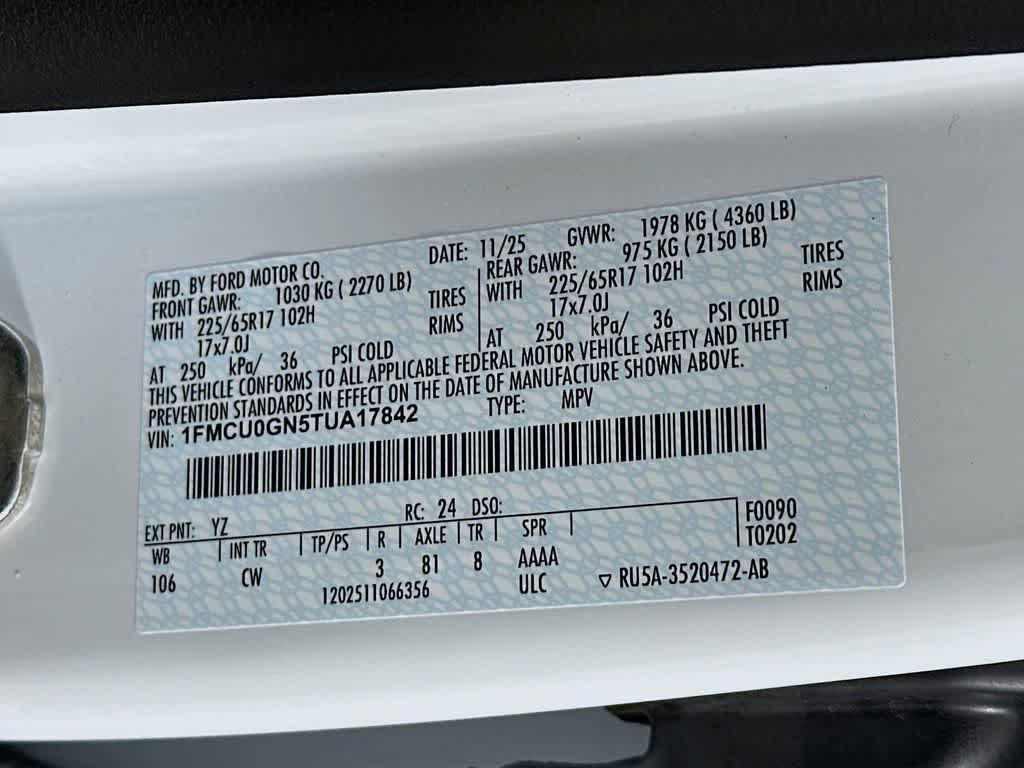 MFD. BY FORD MOTOR CO. DATE: 11/25 GVWR: 1978 KG ( 4360 LB)
FRONT GAWR: 1030 KG ( 2270 LB) REAR GAWR: 975 KG ( 2150 LB)
WITH 225/65R17 102H TIRES WITH 225/65R17 102H TIRES
17x7.0J RIMS 17x7.0J RIMS
AT 250 kPa/ 36 PSI COLD AT 250 kPa/ 36 PSI COLD
THIS VEHICLE CONFORMS TO ALL APPLICABLE FEDERAL MOTOR VEHICLE SAFETY AND THEFT
PREVENTION STANDARDS IN EFFECT ON THE DATE OF MANUFACTURE SHOWN ABOVE.
VIN: 1FMCU0GN5TUA17842 TYPE: MPV
EXT PNT: YZ RC: 24 DSO: F0090
WB INT TR TP/PS R AXLE TR SPR T0202
106 CW 3 81 8 AAAA
1202511066356 ULC ▽ RU5A-3520472-AB